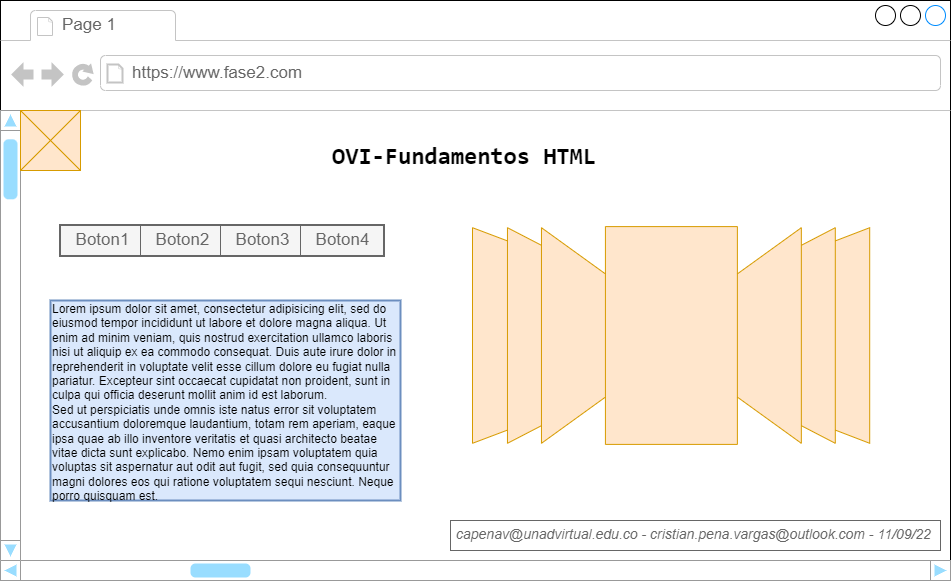 Page 1
https://www.fase2.com
OVI-Fundamentos HTML
Boton1 Boton2 Boton3 Boton4
Lorem ipsum dolor sit amet, consectetur adipisicing elit, sed do
eiusmod tempor incididunt ut labore et dolore magna aliqua. Ut
enim ad minim veniam, quis nostrud exercitation ullamco laboris
nisi ut aliquip ex ea commodo consequat. Duis aute irure dolor in
reprehenderit in voluptate velit esse cillum dolore eu fugiat nulla
pariatur. Excepteur sint occaecat cupidatat non proident, sunt in
culpa qui officia deserunt mollit anim id est laborum.
Sed ut perspiciatis unde omnis iste natus error sit voluptatem
accusantium doloremque laudantium, totam rem aperiam, eaque
ipsa quae ab illo inventore veritatis et quasi architecto beatae
vitae dicta sunt explicabo. Nemo enim ipsam voluptatem quia
voluptas sit aspernatur aut odit aut fugit, sed quia consequuntur
magni dolores eos qui ratione voluptatem sequi nesciunt. Neque
porro quisquam est.
capenav@unadvirtual.edu.co - cristian.pena.vargas@outlook.com - 11/09/22